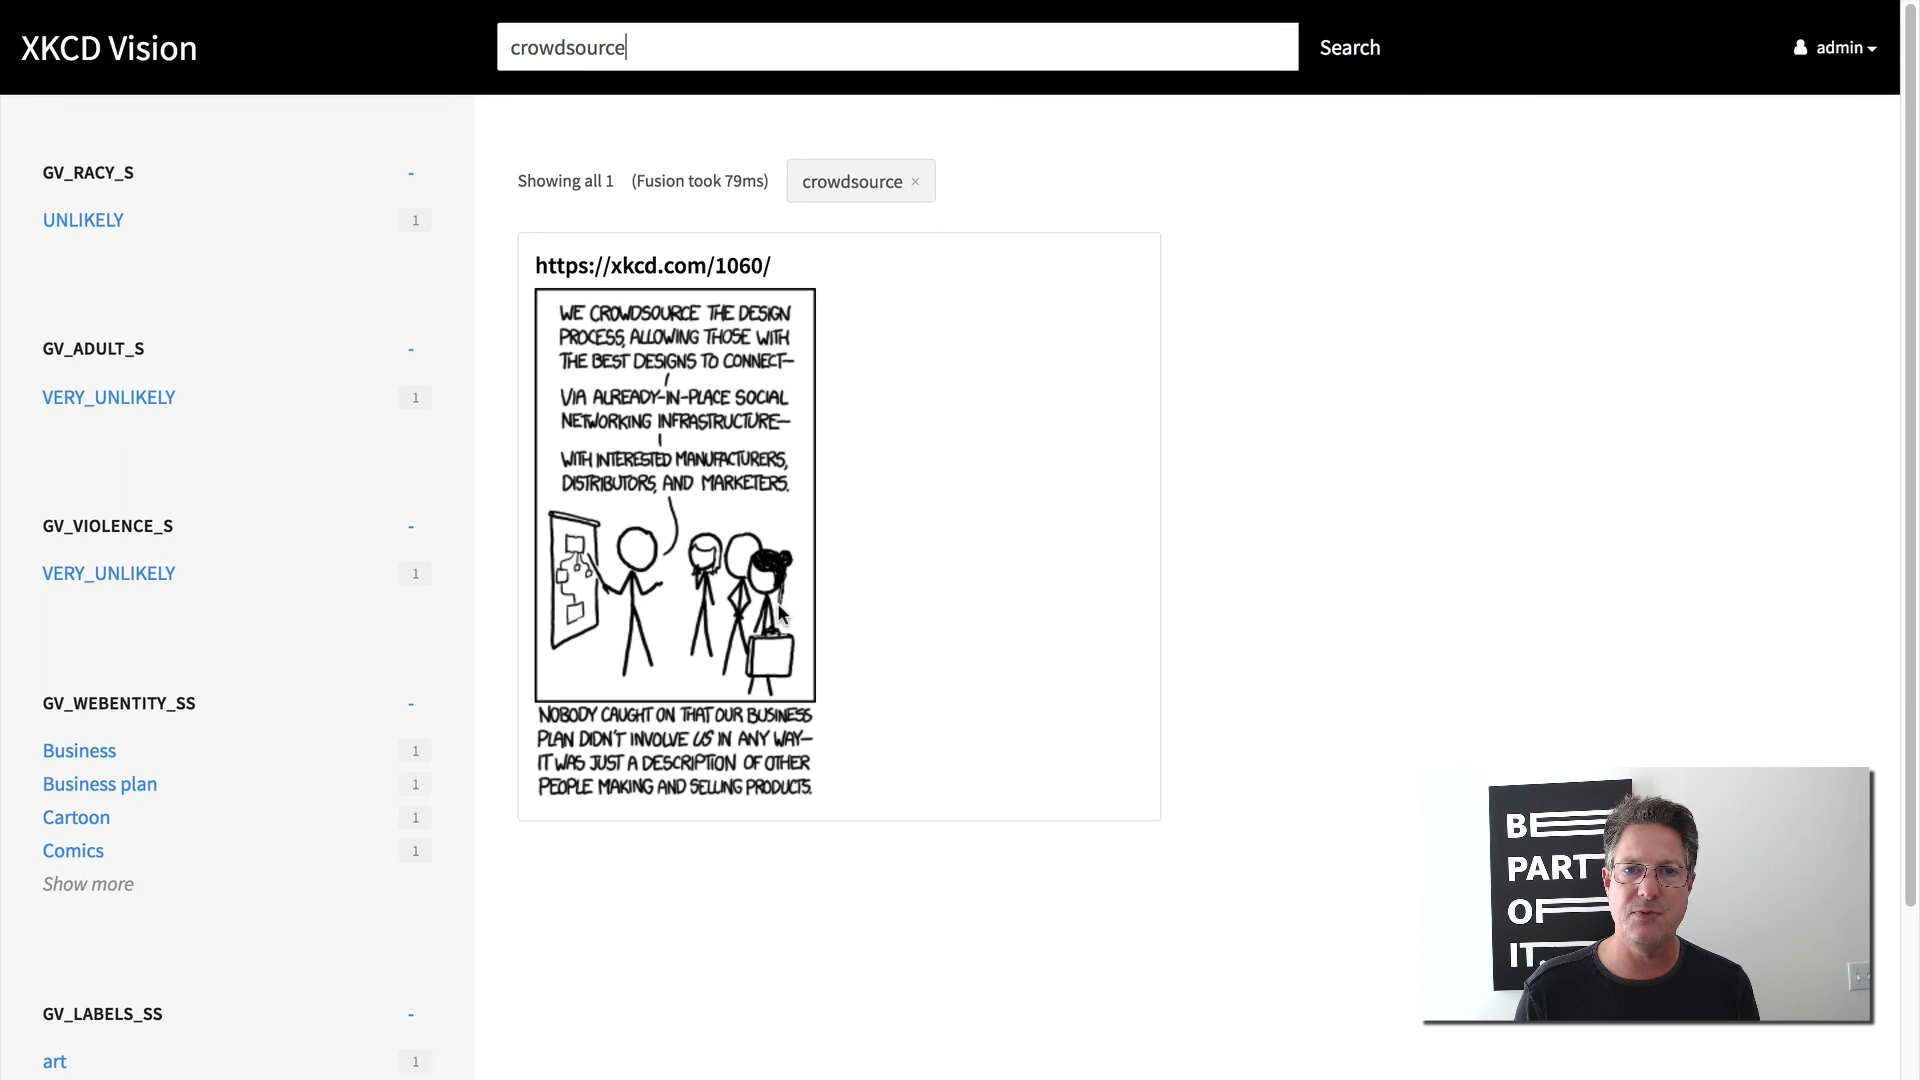 XKCD Vision
crowdsource
Search
admin
GV_RACY_S
-
UNLIKELY
1
GV_ADULT_S
-
VERY_UNLIKELY
1
GV_VIOLENCE_S
-
VERY_UNLIKELY
1
GV_WEBENTITY_SS
-
Business
1
Business plan
1
Cartoon
1
Comics
1
Show more
GV_LABELS_SS
-
art
1
Showing all 1 (Fusion took 79ms)
crowdsource ×
https://xkcd.com/1060/
WE CROWDSOURCE THE DESIGN
PROCESS, ALLOWING THOSE WITH
THE BEST DESIGNS TO CONNECT—
VIA ALREADY-IN-PLACE SOCIAL
NETWORKING INFRASTRUCTURE—
WITH INTERESTED MANUFACTURERS,
DISTRIBUTORS, AND MARKETERS.
NOBODY CAUGHT ON THAT OUR BUSINESS
PLAN DIDN'T INVOLVE US IN ANY WAY—
IT WAS JUST A DESCRIPTION OF OTHER
PEOPLE MAKING AND SELLING PRODUCTS.
BE
PART
OF
IT.